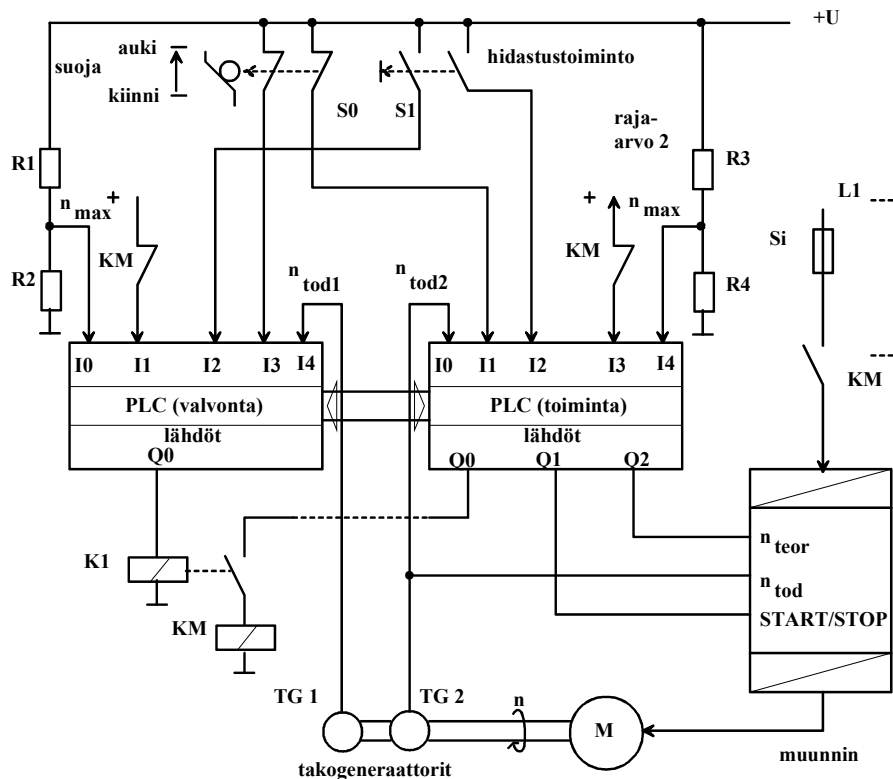 +U
auki
suoja
kiinni
hidastustoiminto
S0
S1
raja-
arvo 2
R1
R3
L1
n max
+
+
n max
Si
R2
KM
KM
R4
n tod1
n tod2
KM
I0 I1 I2 I3 I4
I0 I1 I2 I3 I4
PLC (valvonta)
PLC (toiminta)
lähdöt
lähdöt
Q0
Q0 Q1 Q2
n teor
K1
n tod
START/STOP
KM
TG 1
TG 2
n
M
takogeneraattorit
muunnin